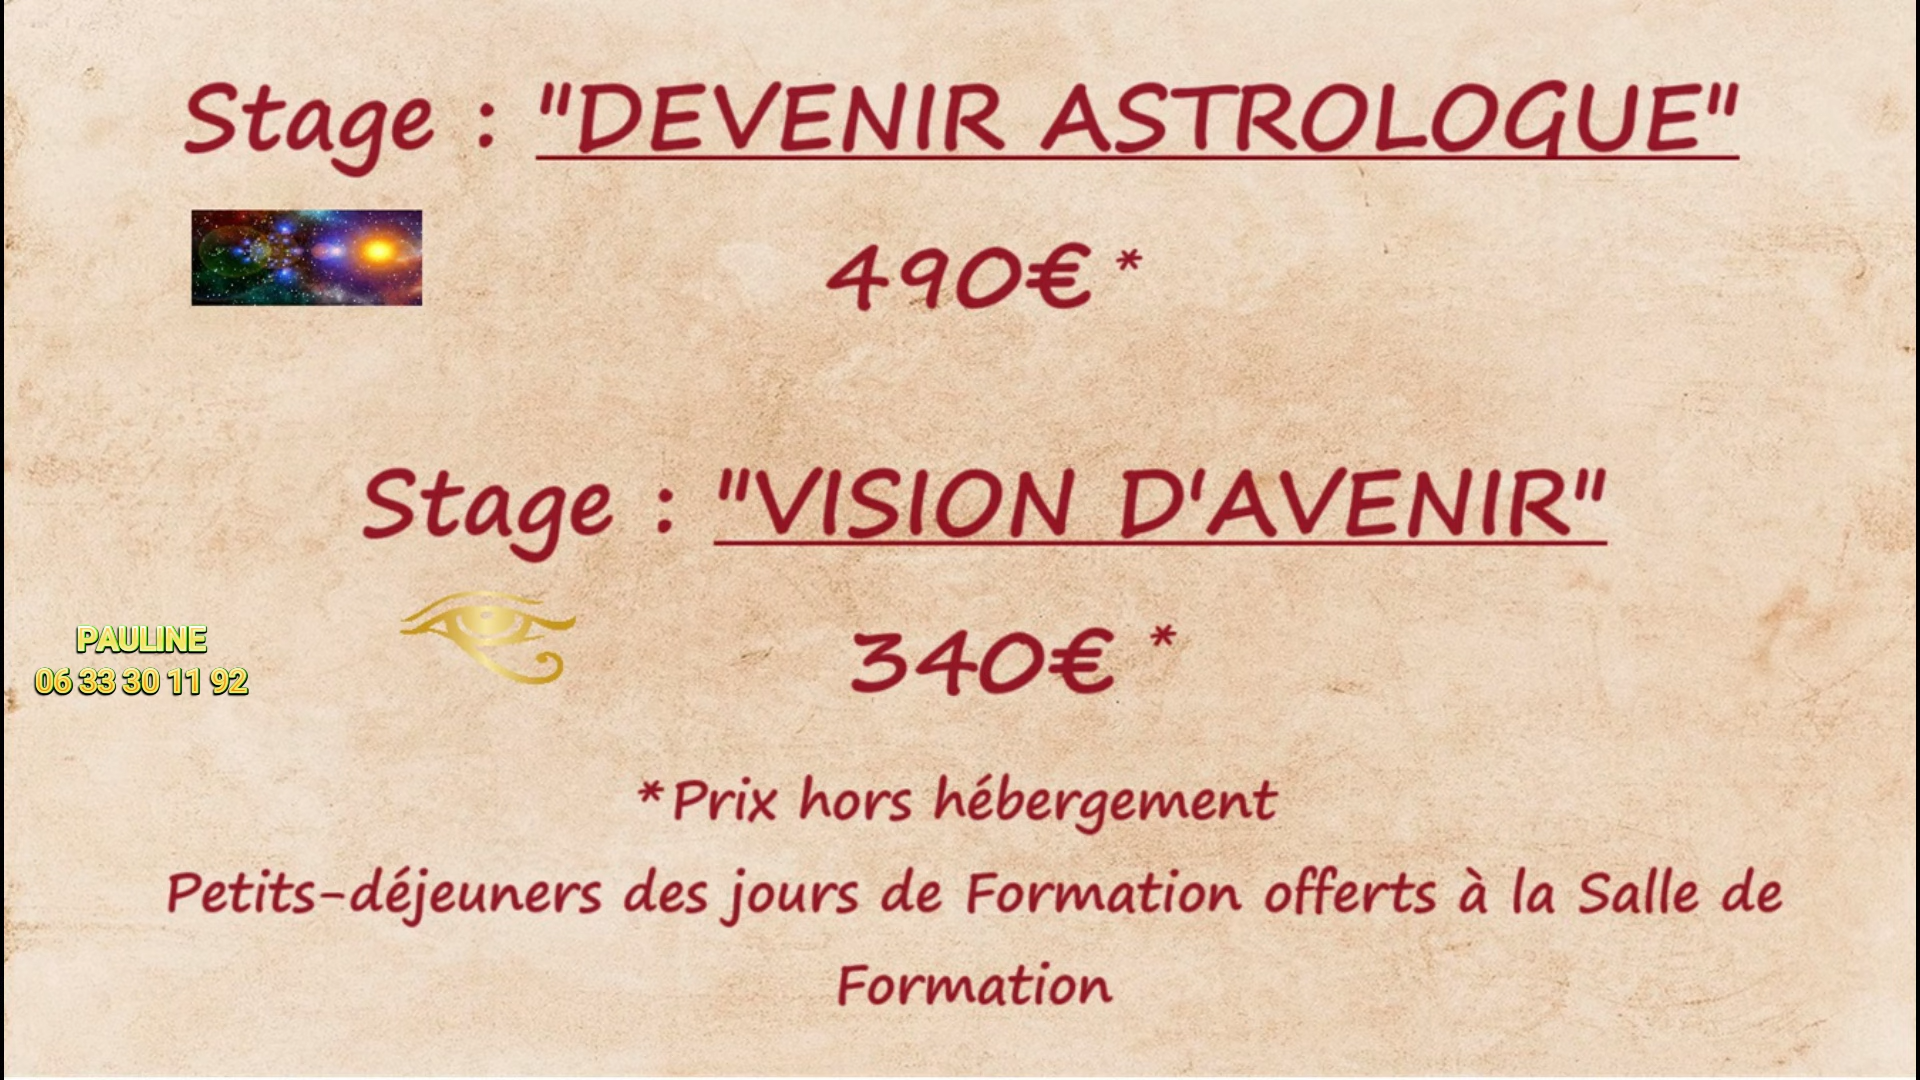 Stage : "DEVENIR ASTROLOGUE"
490€ *
Stage : "VISION D'AVENIR"
PAULINE
06 33 30 11 92
340€ *
*Prix hors hébergement
Petits-déjeuners des jours de Formation offerts à la Salle de
Formation